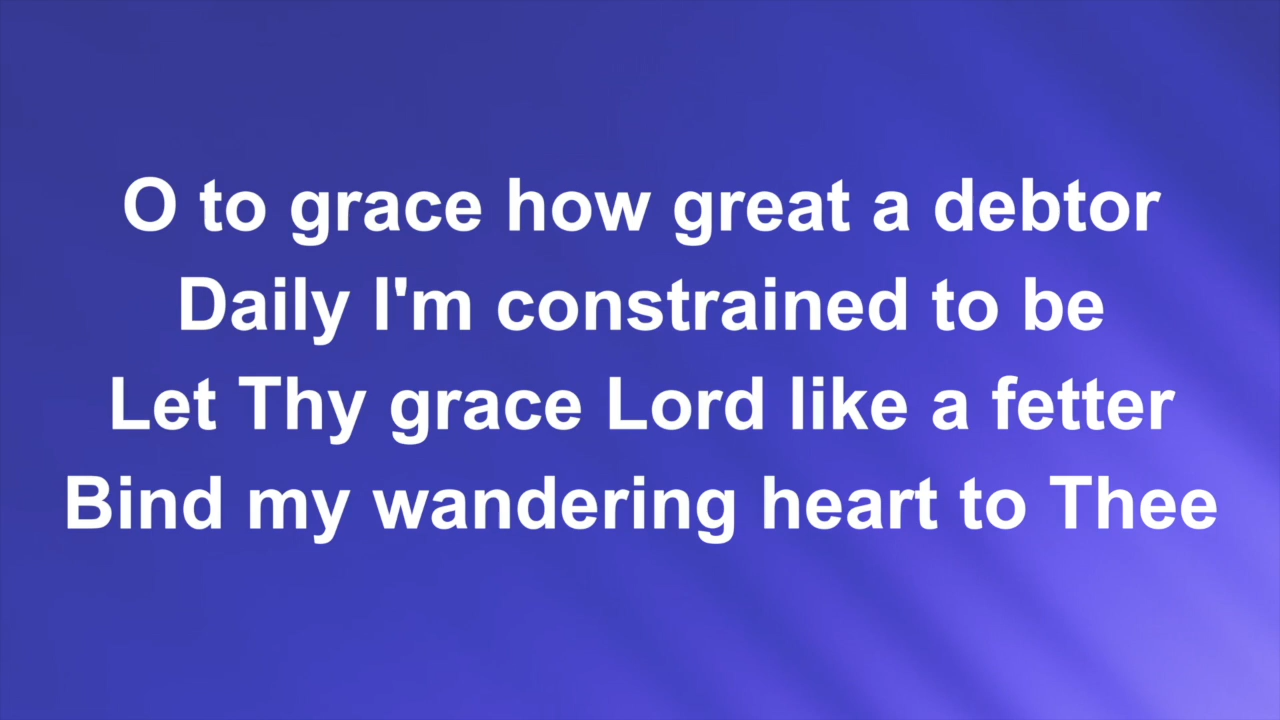 O to grace how great a debtor
Daily I'm constrained to be
Let Thy grace Lord like a fetter
Bind my wandering heart to Thee